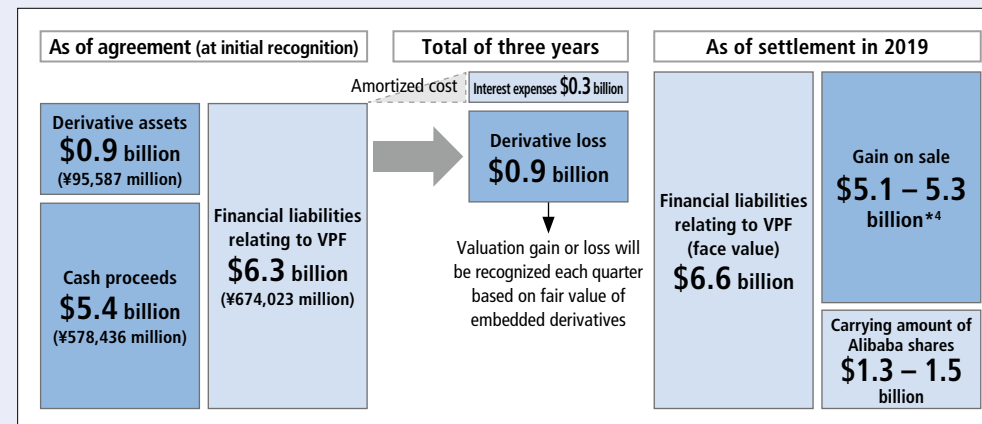 As of agreement (at initial recognition)
Total of three years
As of settlement in 2019
Derivative assets
$0.9 billion
(¥95,587 million)
Cash proceeds
$5.4 billion
(¥578,436 million)
Financial liabilities
relating to VPF
$6.3 billion
(¥674,023 million)
Amortized cost
Interest expenses $0.3 billion
Derivative loss
$0.9 billion
Valuation gain or loss will
be recognized each quarter
based on fair value of
embedded derivatives
Financial liabilities
relating to VPF
(face value)
$6.6 billion
Gain on sale
$5.1 – 5.3
billion*4
Carrying amount of
Alibaba shares
$1.3 – 1.5
billion